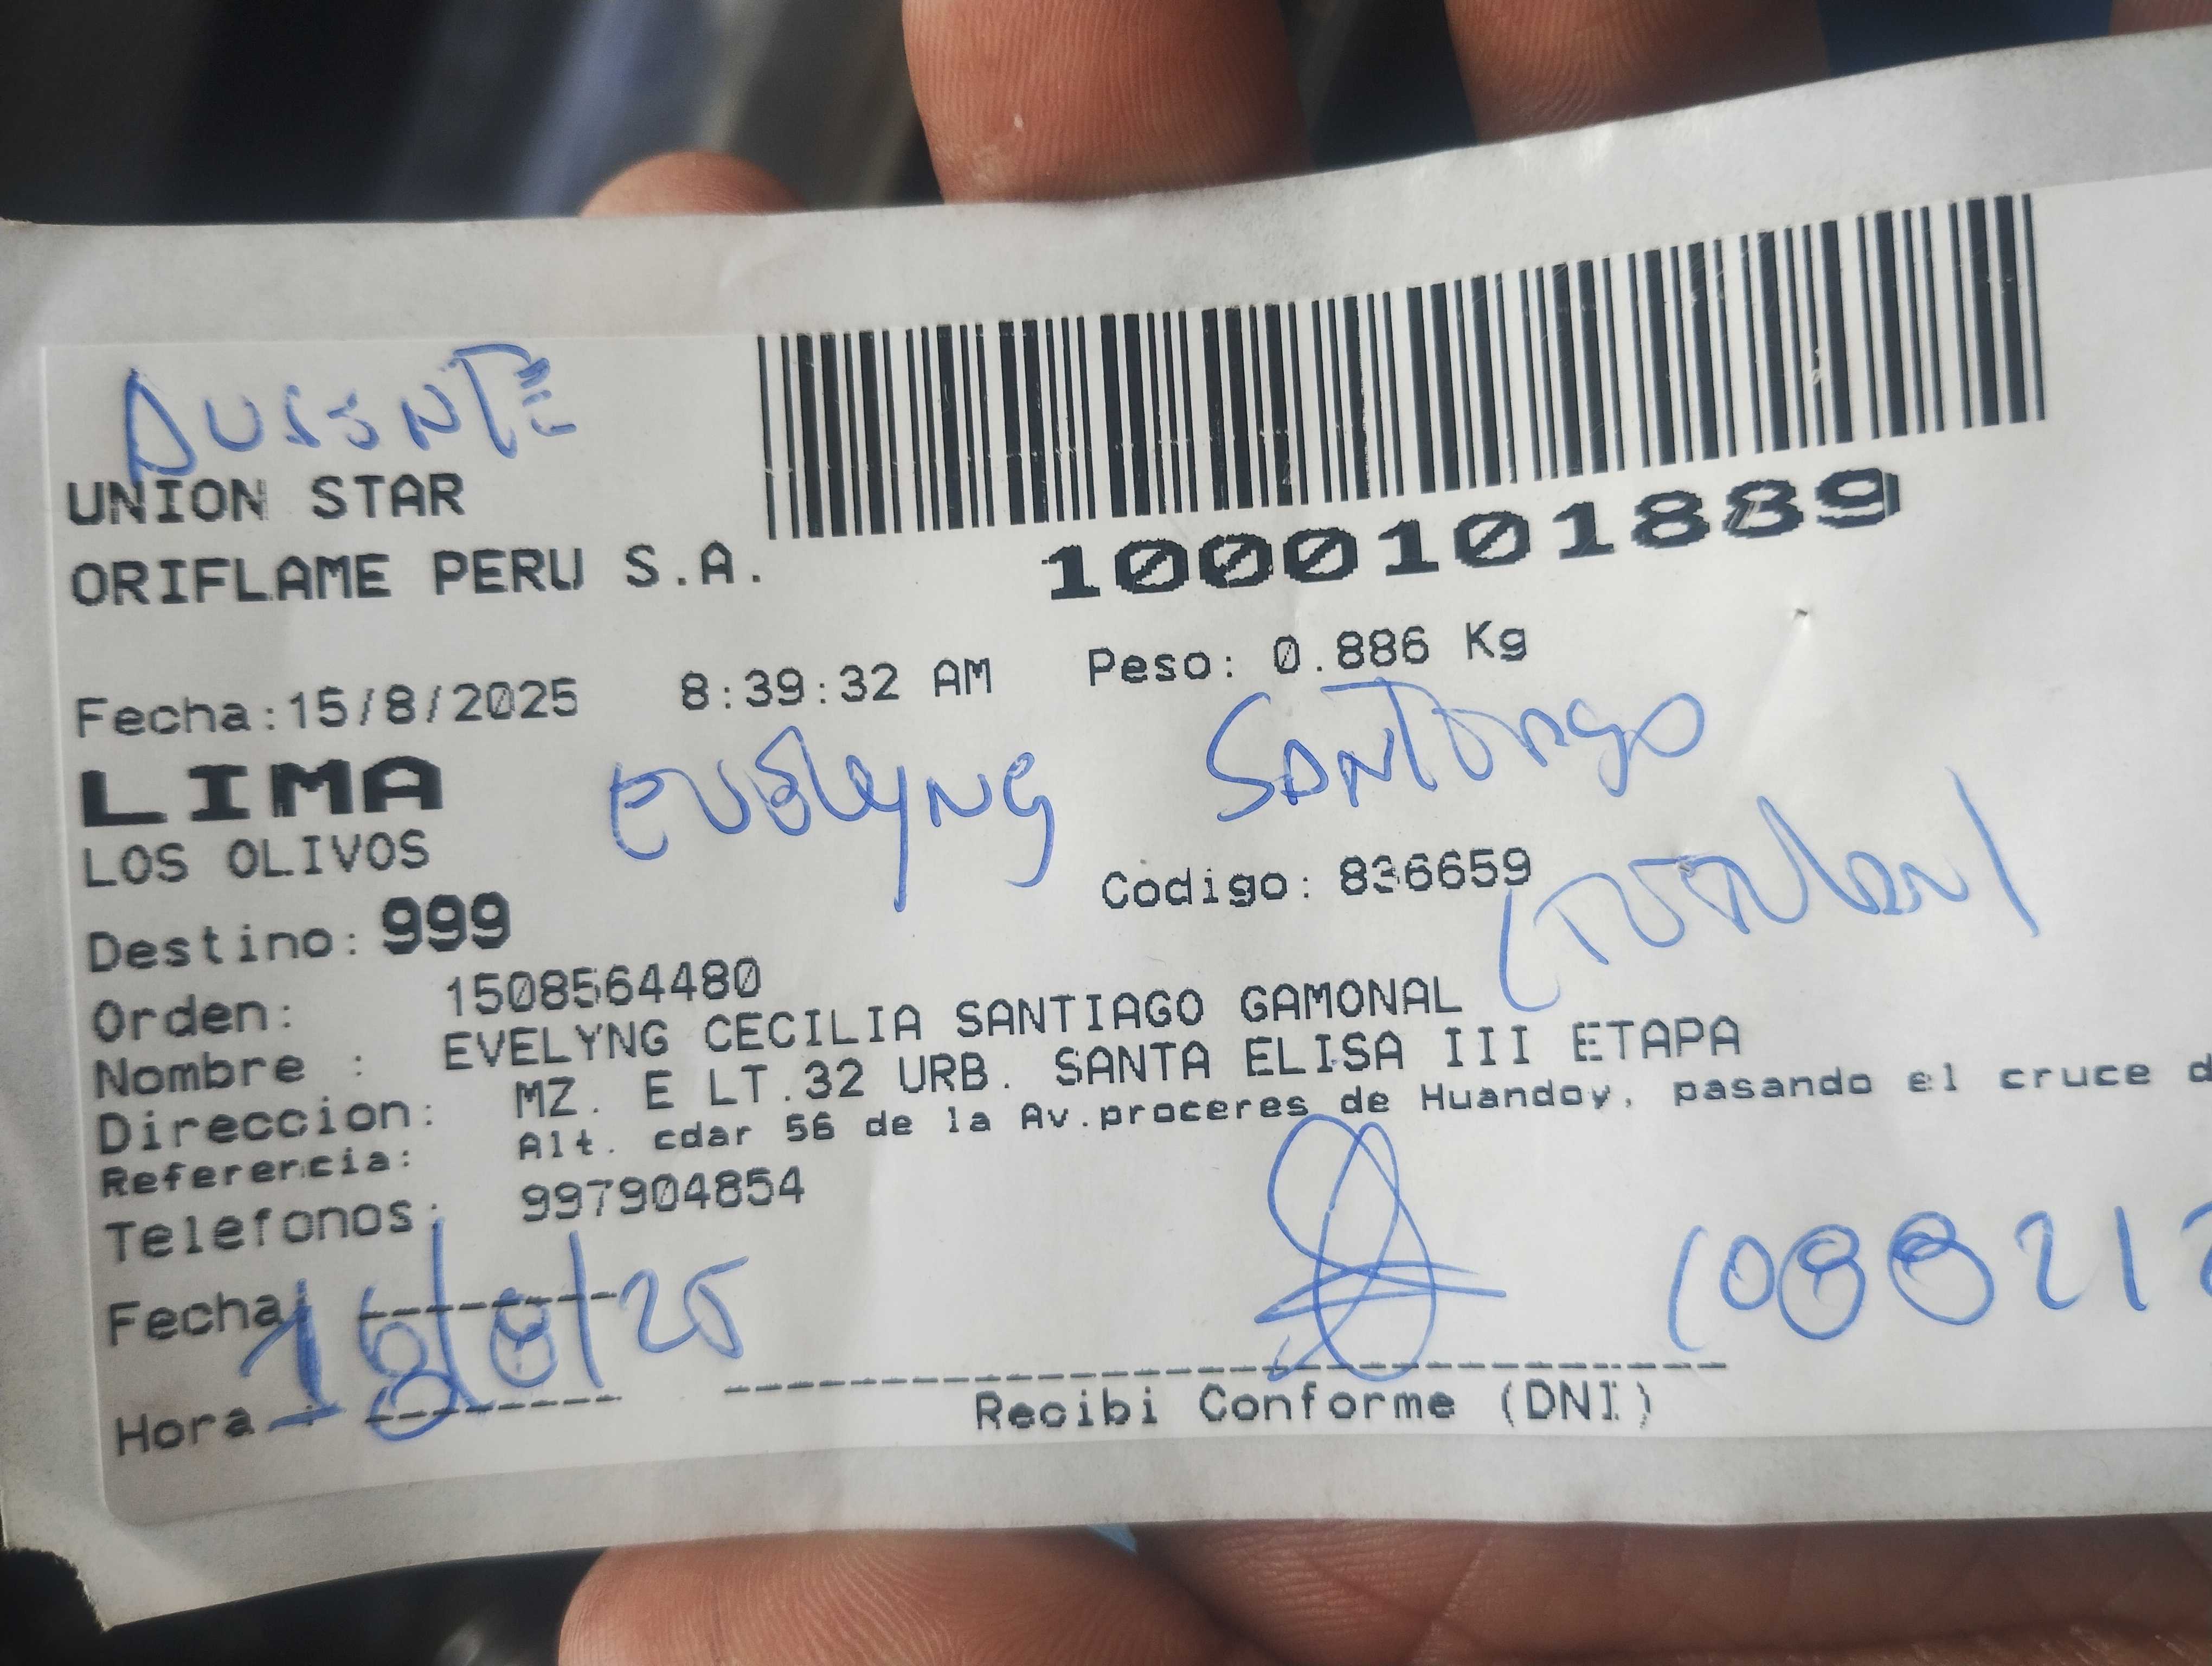 AUSENTE
UNION STAR
ORIFLAME PERU S.A.
1000101889
Fecha:15/8/2025 8:39:32 AM Peso: 0.886 Kg
LIMA
Evelyng Santiago
LOS OLIVOS
Codigo: 836659
(Titular)
Destino: 999
Orden: 1508564480
Nombre : EVELYNG CECILIA SANTIAGO GAMONAL
Direccion: MZ. E LT.32 URB. SANTA ELISA III ETAPA
Referencia: Alt. cdar 56 de la Av.proceres de Huandoy, pasando el cruce d
Telefonos: 997904854
Fecha: /8/25
Hora :
Recibi Conforme (DNI)